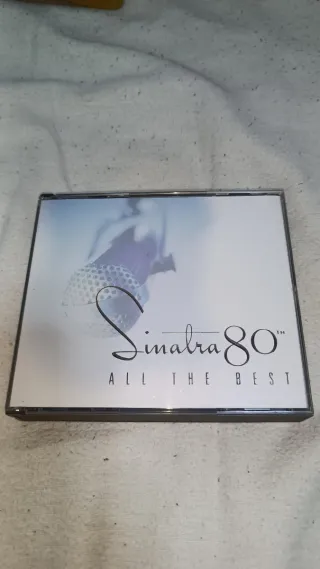 Sinatra 80™
ALL THE BEST